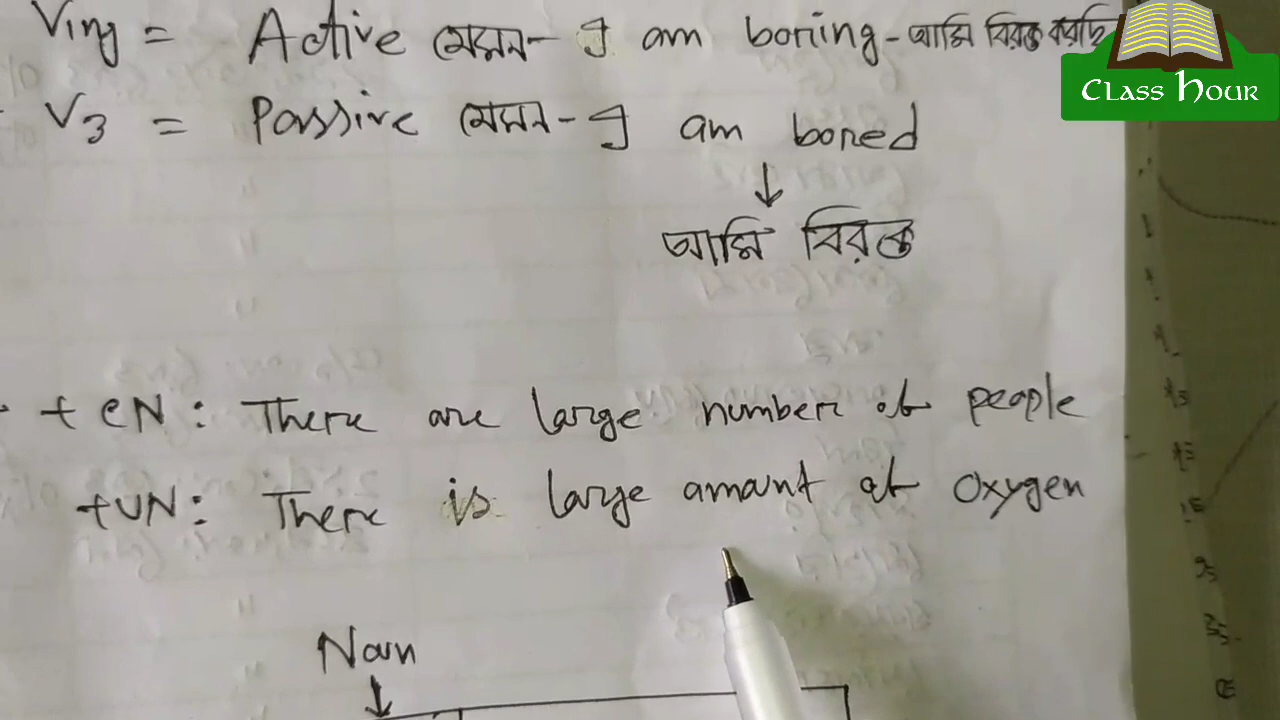 Ving = Active যেমন- I am boring - আমি বিরক্ত করছি
V3 = Passive যেমন- I am bored
আমি বিরক্ত
+ CN: There are large number of people
+UN: There is large amount of Oxygen
Noun
CLASS HOUR